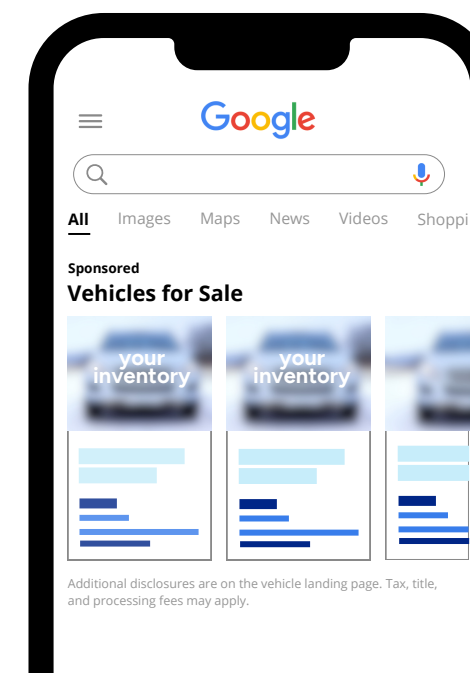 Google
All Images Maps News Videos Shoppi
Sponsored
Vehicles for Sale
your
inventory
your
inventory
Additional disclosures are on the vehicle landing page. Tax, title,
and processing fees may apply.